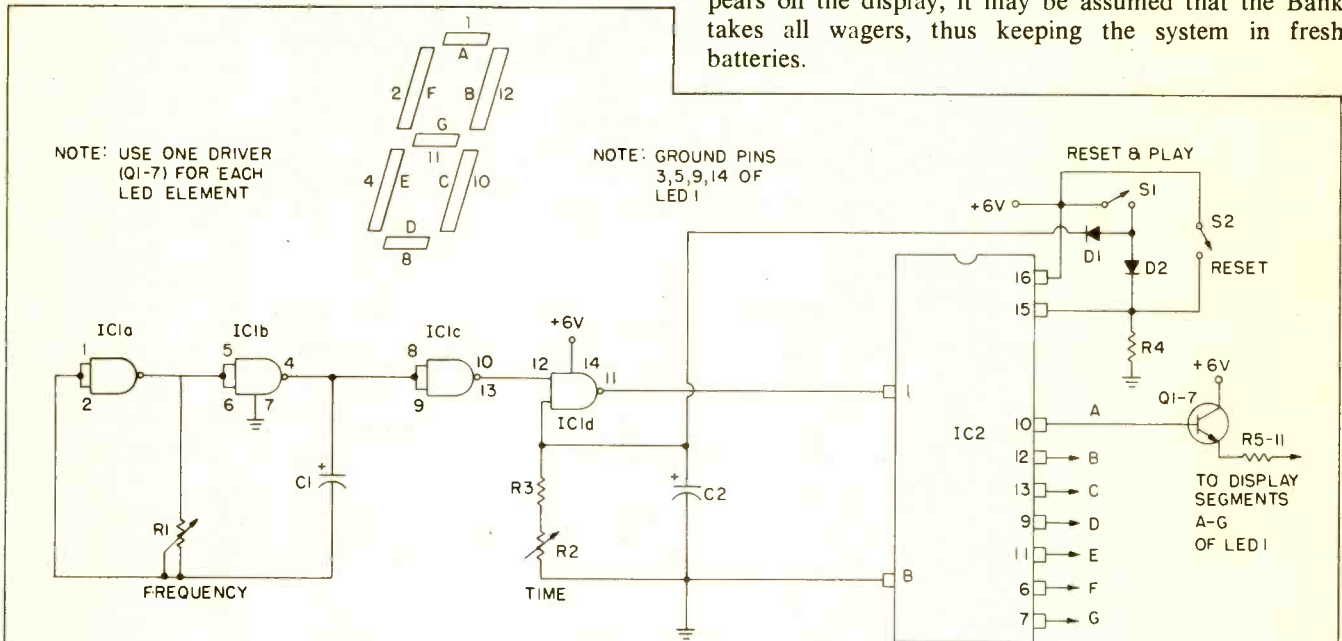 pears on the display, it may be assumed that the Bank
takes all wagers, thus keeping the system in fresh
batteries.
1
A
2
F
B
12
G
11
4
E
C
10
D
8
NOTE: USE ONE DRIVER
(Q1-7) FOR EACH
LED ELEMENT
NOTE: GROUND PINS
3,5,9,14 OF
LED 1
RESET & PLAY
+6V
S1
S2
D1
D2
RESET
16
15
R4
IC1a
1
2
IC1b
5
4
6
7
IC1c
8
10
9
13
+6V
12
14
11
IC1d
1
IC2
+6V
Q1-7
10
A
R5-11
12
B
13
C
9
D
11
E
6
F
7
G
TO DISPLAY
SEGMENTS
A-G
OF LED 1
C1
R1
FREQUENCY
R3
R2
TIME
C2
8